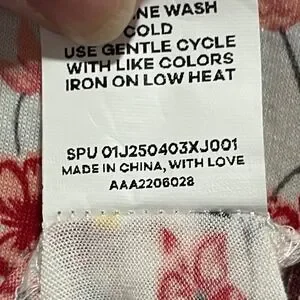 NE WASH
COLD
USE GENTLE CYCLE
WITH LIKE COLORS
IRON ON LOW HEAT
SPU 01J250403XJ001
MADE IN CHINA, WITH LOVE
AAA2206028